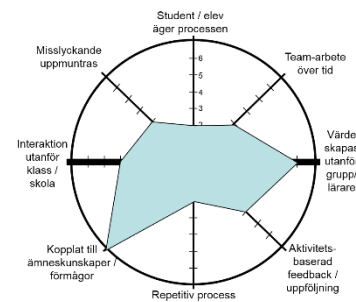 Student / elev
äger processen
Misslyckande
uppmuntras
Team-arbete
över tid
6
5
4
3
2
Interaktion
utanför
klass /
skola
Värde
skapas
utanför
grupp/
lärare
Kopplat till
ämneskunskaper /
förmågor
Aktivitets-
baserad
feedback /
uppföljning
Repetitiv process